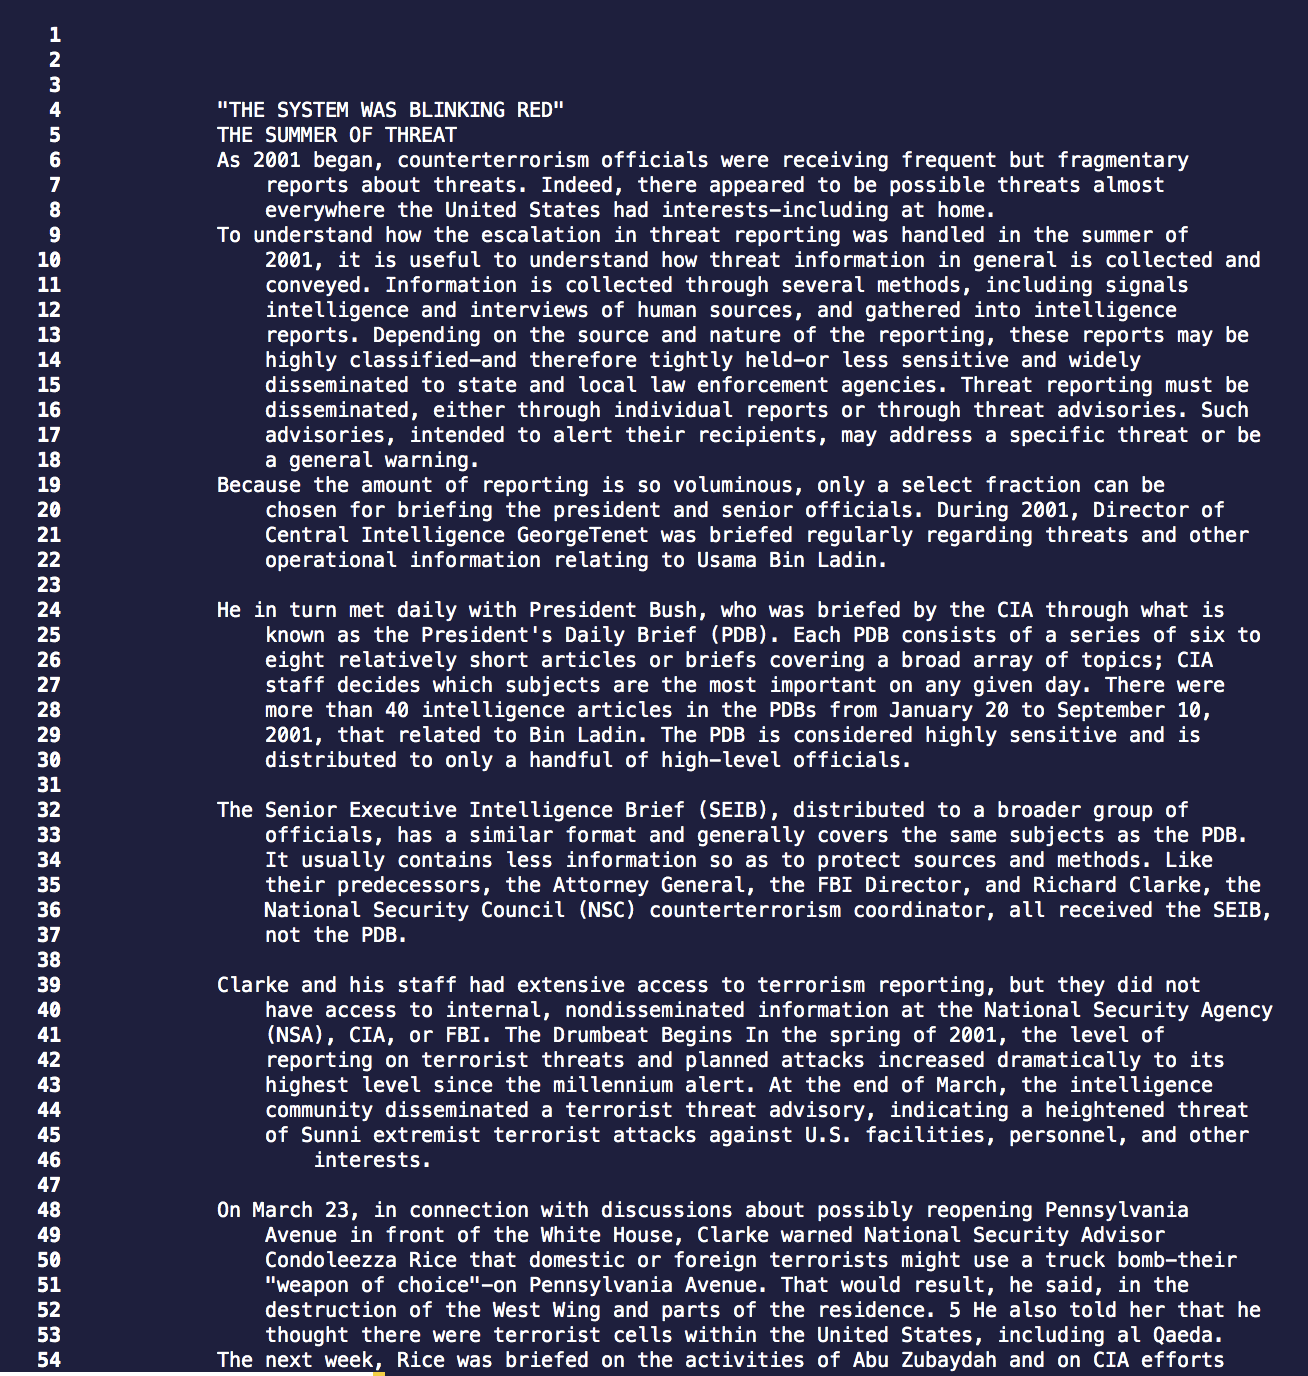 1
2
3
4 "THE SYSTEM WAS BLINKING RED"
5 THE SUMMER OF THREAT
6 As 2001 began, counterterrorism officials were receiving frequent but fragmentary
7 reports about threats. Indeed, there appeared to be possible threats almost
8 everywhere the United States had interests-including at home.
9 To understand how the escalation in threat reporting was handled in the summer of
10 2001, it is useful to understand how threat information in general is collected and
11 conveyed. Information is collected through several methods, including signals
12 intelligence and interviews of human sources, and gathered into intelligence
13 reports. Depending on the source and nature of the reporting, these reports may be
14 highly classified-and therefore tightly held-or less sensitive and widely
15 disseminated to state and local law enforcement agencies. Threat reporting must be
16 disseminated, either through individual reports or through threat advisories. Such
17 advisories, intended to alert their recipients, may address a specific threat or be
18 a general warning.
19 Because the amount of reporting is so voluminous, only a select fraction can be
20 chosen for briefing the president and senior officials. During 2001, Director of
21 Central Intelligence GeorgeTenet was briefed regularly regarding threats and other
22 operational information relating to Usama Bin Ladin.
23
24 He in turn met daily with President Bush, who was briefed by the CIA through what is
25 known as the President's Daily Brief (PDB). Each PDB consists of a series of six to
26 eight relatively short articles or briefs covering a broad array of topics; CIA
27 staff decides which subjects are the most important on any given day. There were
28 more than 40 intelligence articles in the PDBs from January 20 to September 10,
29 2001, that related to Bin Ladin. The PDB is considered highly sensitive and is
30 distributed to only a handful of high-level officials.
31
32 The Senior Executive Intelligence Brief (SEIB), distributed to a broader group of
33 officials, has a similar format and generally covers the same subjects as the PDB.
34 It usually contains less information so as to protect sources and methods. Like
35 their predecessors, the Attorney General, the FBI Director, and Richard Clarke, the
36 National Security Council (NSC) counterterrorism coordinator, all received the SEIB,
37 not the PDB.
38
39 Clarke and his staff had extensive access to terrorism reporting, but they did not
40 have access to internal, nondisseminated information at the National Security Agency
41 (NSA), CIA, or FBI. The Drumbeat Begins In the spring of 2001, the level of
42 reporting on terrorist threats and planned attacks increased dramatically to its
43 highest level since the millennium alert. At the end of March, the intelligence
44 community disseminated a terrorist threat advisory, indicating a heightened threat
45 of Sunni extremist terrorist attacks against U.S. facilities, personnel, and other
46 interests.
47
48 On March 23, in connection with discussions about possibly reopening Pennsylvania
49 Avenue in front of the White House, Clarke warned National Security Advisor
50 Condoleezza Rice that domestic or foreign terrorists might use a truck bomb-their
51 "weapon of choice"-on Pennsylvania Avenue. That would result, he said, in the
52 destruction of the West Wing and parts of the residence. 5 He also told her that he
53 thought there were terrorist cells within the United States, including al Qaeda.
54 The next week, Rice was briefed on the activities of Abu Zubaydah and on CIA efforts